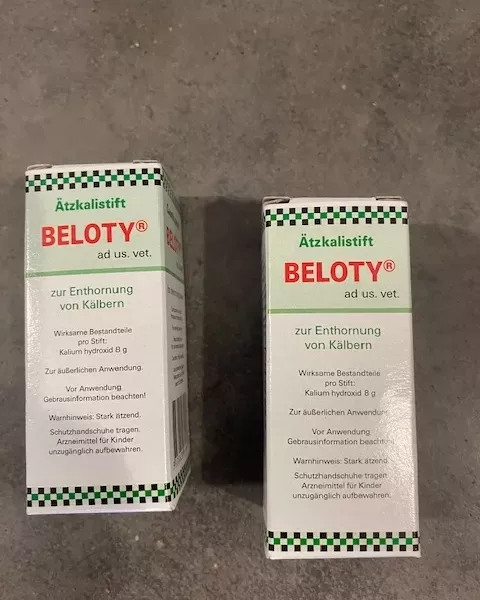 Ätzkalistift
BELOTY®
ad us. vet.
zur Enthornung
von Kälbern
Wirksame Bestandteile
pro Stift:
Kalium hydroxid 8 g
Zur äußerlichen Anwendung.
Vor Anwendung
Gebrauchsinformation beachten!
Warnhinweis: Stark ätzend.
Schutzhandschuhe tragen.
Arzneimittel für Kinder
unzugänglich aufbewahren.
Ätzkalistift
BELOTY®
ad us. vet.
zur Enthornung
von Kälbern
Wirksame Bestandteile
pro Stift:
Kalium hydroxid 8 g
Zur äußerlichen Anwendung
Vor Anwendung
Gebrauchsinformation beachten
Warnhinweis: Stark ätzend
Schutzhandschuhe tragen
Arzneimittel für Kinder
unzugänglich aufbewahren.